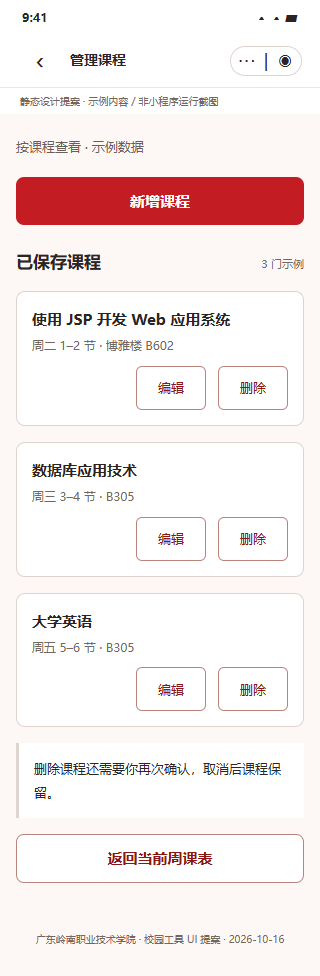 9:41
管理课程
静态设计提案 · 示例内容 / 非小程序运行截图
按课程查看 · 示例数据
新增课程
已保存课程
3 门示例
使用 JSP 开发 Web 应用系统
周二 1–2 节 · 博雅楼 B602
编辑
删除
数据库应用技术
周三 3–4 节 · B305
编辑
删除
大学英语
周五 5–6 节 · B305
编辑
删除
删除课程还需要你再次确认，取消后课程保
留。
返回当前周课表
广东岭南职业技术学院 · 校园工具 UI 提案 · 2026-10-16